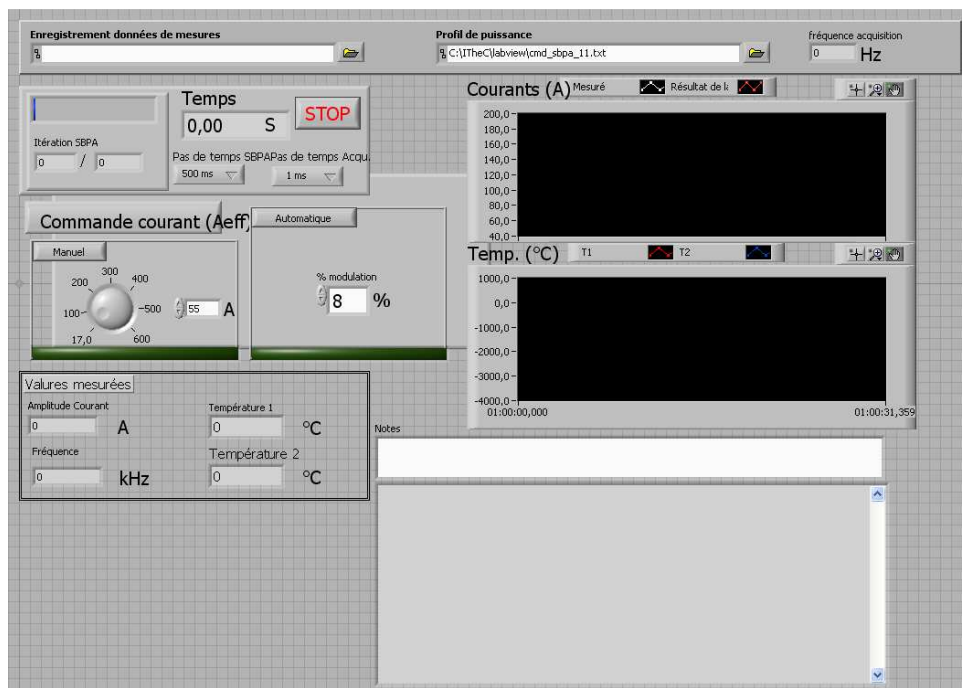 Enregistrement données de mesures
Profil de puissance
fréquence acquisition
C:\ITheC\labview\cmd_sbpa_11.txt
0 Hz
Temps
0,00 S
STOP
Itération SBPA
0 / 0
Pas de temps SBPA
Pas de temps Acqu.
500 ms
1 ms
Commande courant (Aeff)
Automatique
Manuel
300
200
400
100
500
17,0
600
55 A
% modulation
8 %
Courants (A)
Mesuré
Résultat de l
200,0
180,0
160,0
140,0
120,0
100,0
80,0
60,0
40,0
Temp. (°C)
T1
T2
1000,0
0,0
-1000,0
-2000,0
-3000,0
-4000,0
01:00:00,000
01:00:31,359
Valures mesurées
Amplitude Courant
Température 1
0 A
0 °C
Fréquence
Température 2
0 kHz
0 °C
Notes